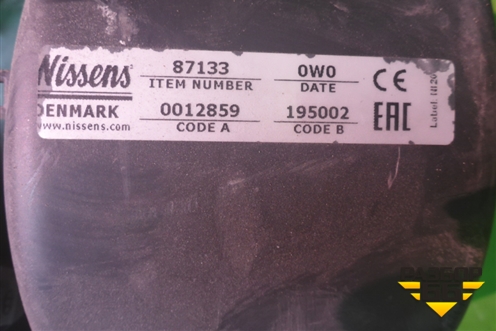 Nissens 87133 0W0
ITEM NUMBER DATE
DENMARK 0012859 195002
www.nissens.com CODE A CODE B
CE
EAC